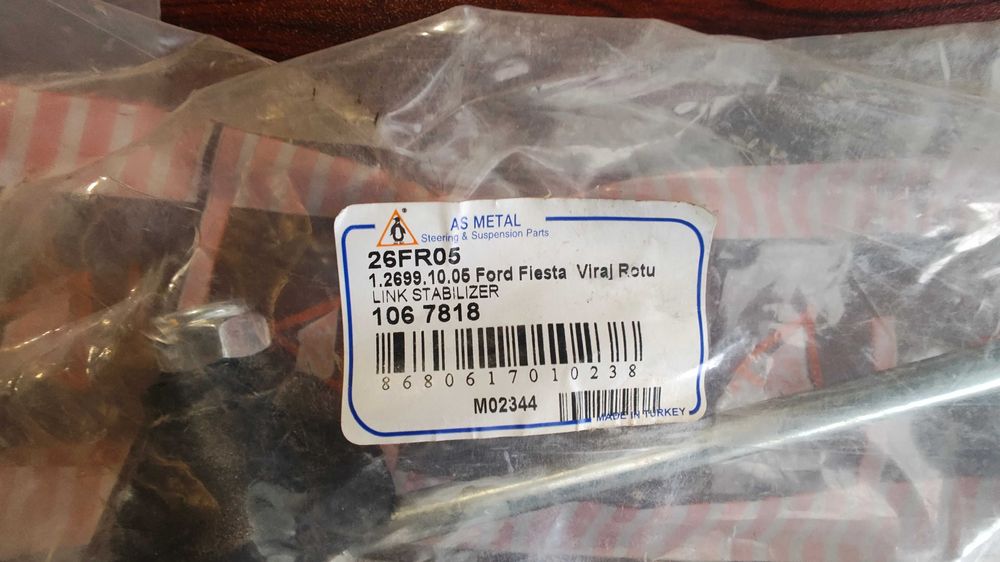 AS METAL
Steering & Suspension Parts
26FR05
1.2699.10.05 Ford Fiesta Viraj Rotu
LINK STABILIZER
106 7818
8680617010238
M02344
MADE IN TURKEY